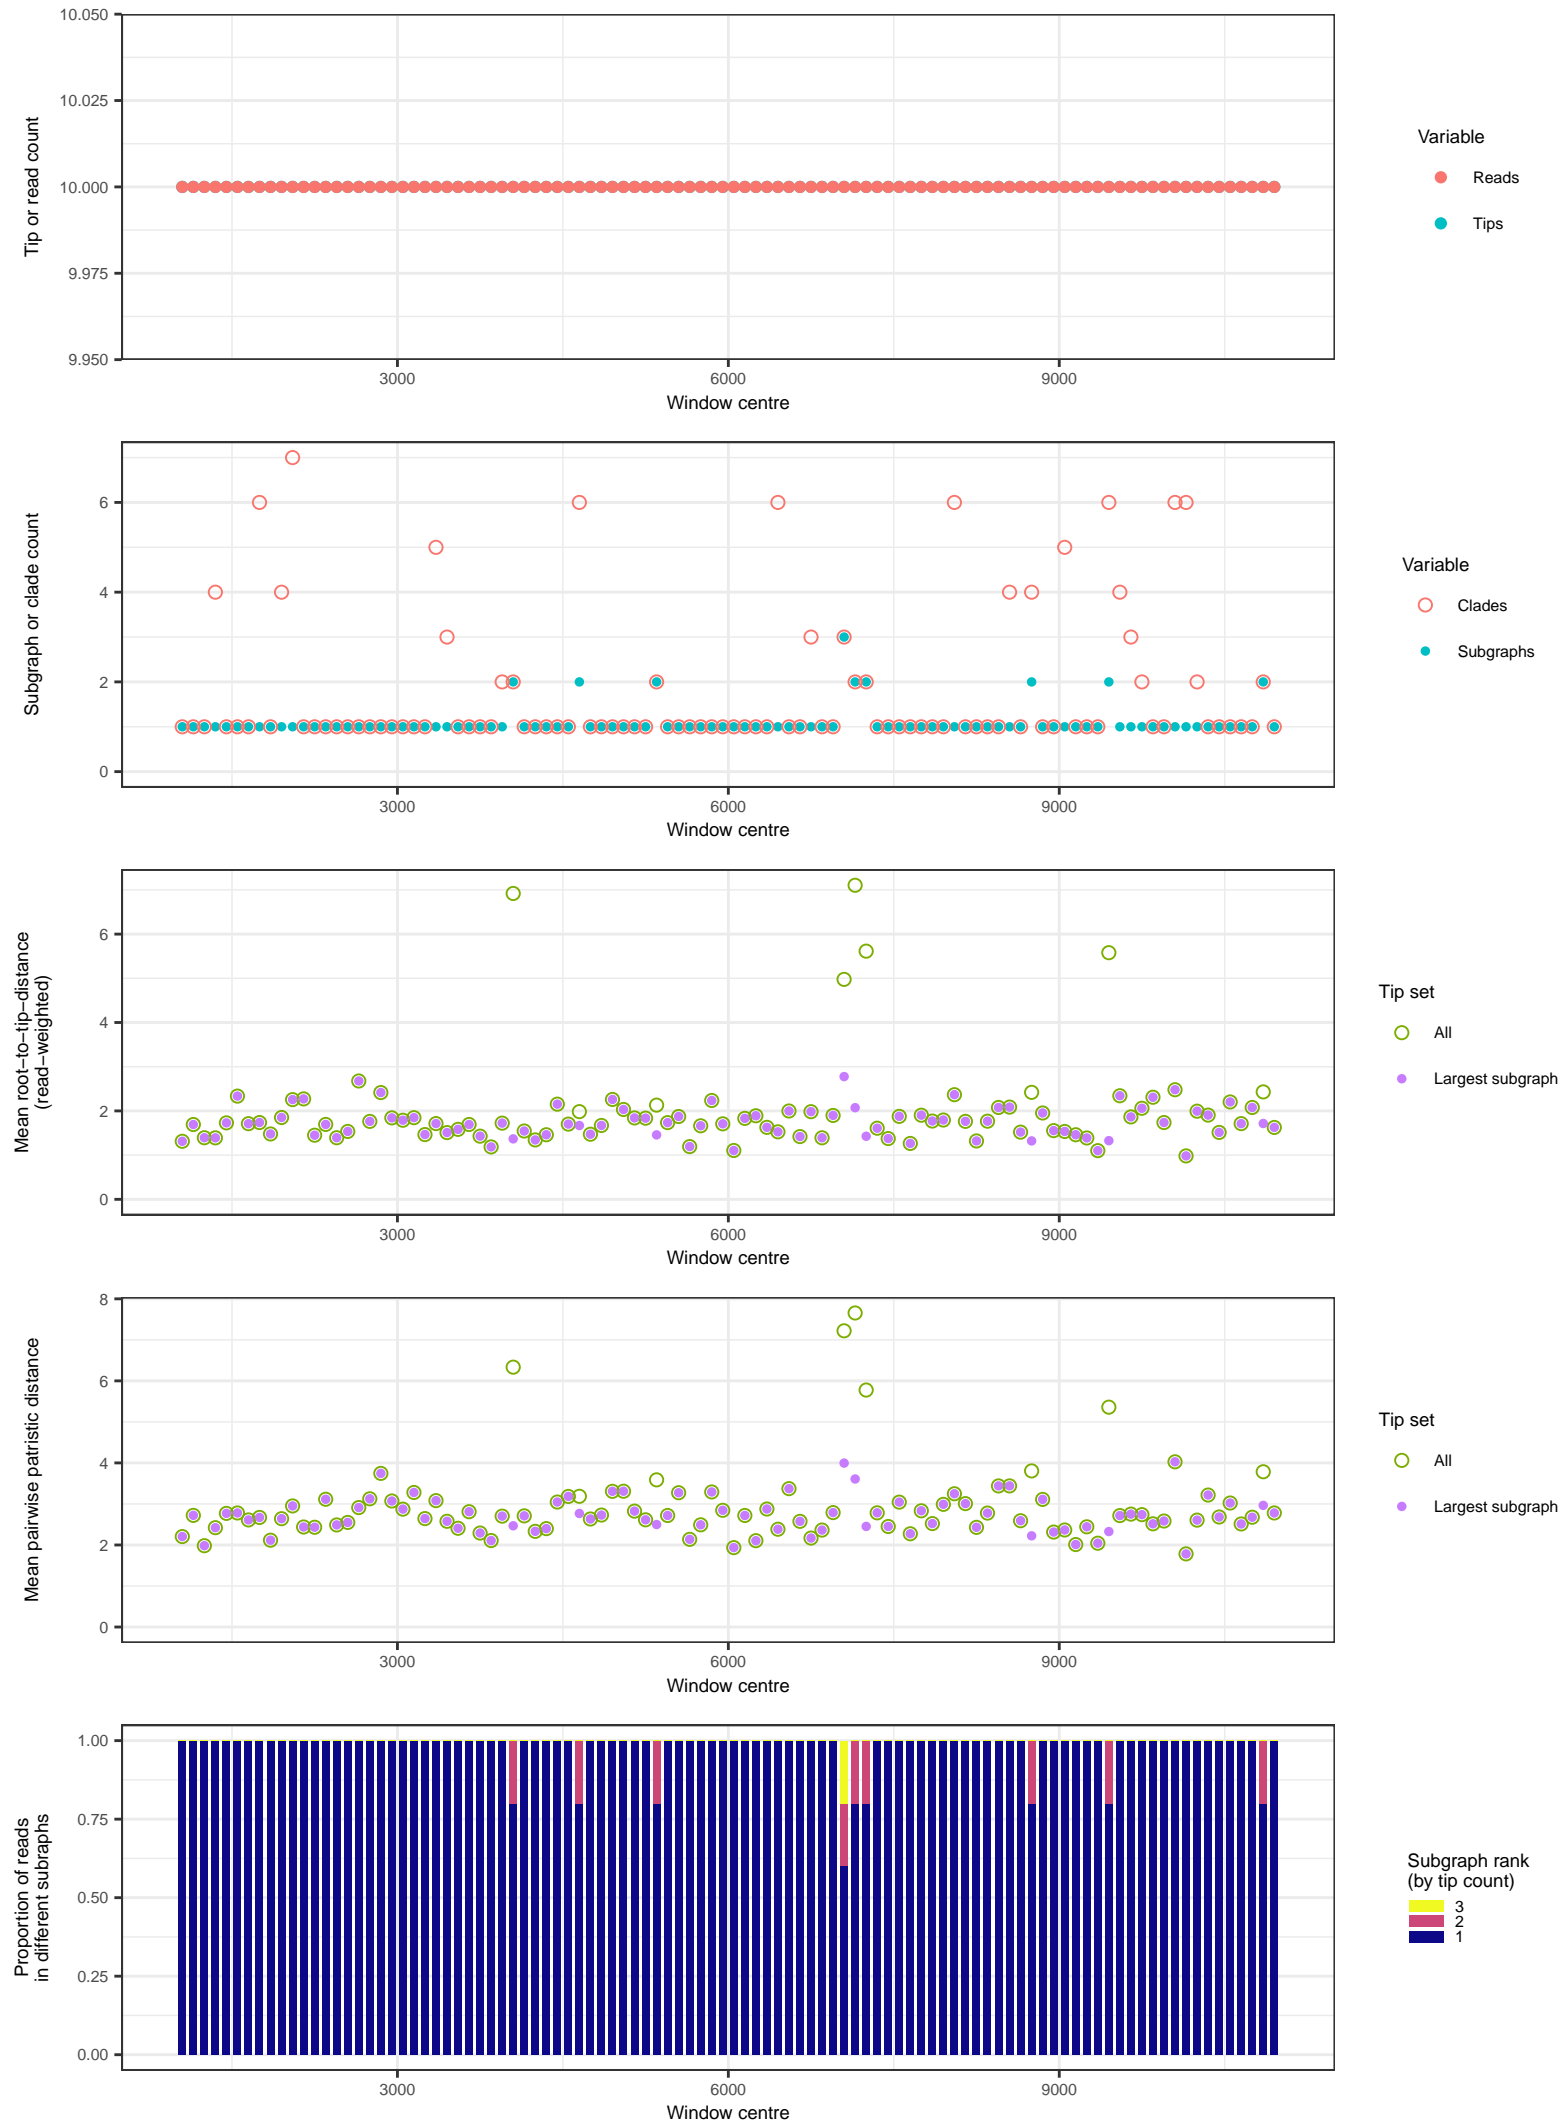 10.050
10.025
10.000
9.975
9.950
Tip or read count
3000
6000
9000
Window centre
Variable
Reads
Tips
6
4
2
0
Subgraph or clade count
3000
6000
9000
Window centre
Variable
Clades
Subgraphs
6
4
2
0
Mean root−to−tip−distance
(read−weighted)
3000
6000
9000
Window centre
Tip set
All
Largest subgraph
8
6
4
2
0
Mean pairwise patristic distance
3000
6000
9000
Window centre
Tip set
All
Largest subgraph
1.00
0.75
0.50
0.25
0.00
Proportion of reads
in different subraphs
3000
6000
9000
Window centre
Subgraph rank
(by tip count)
3
2
1